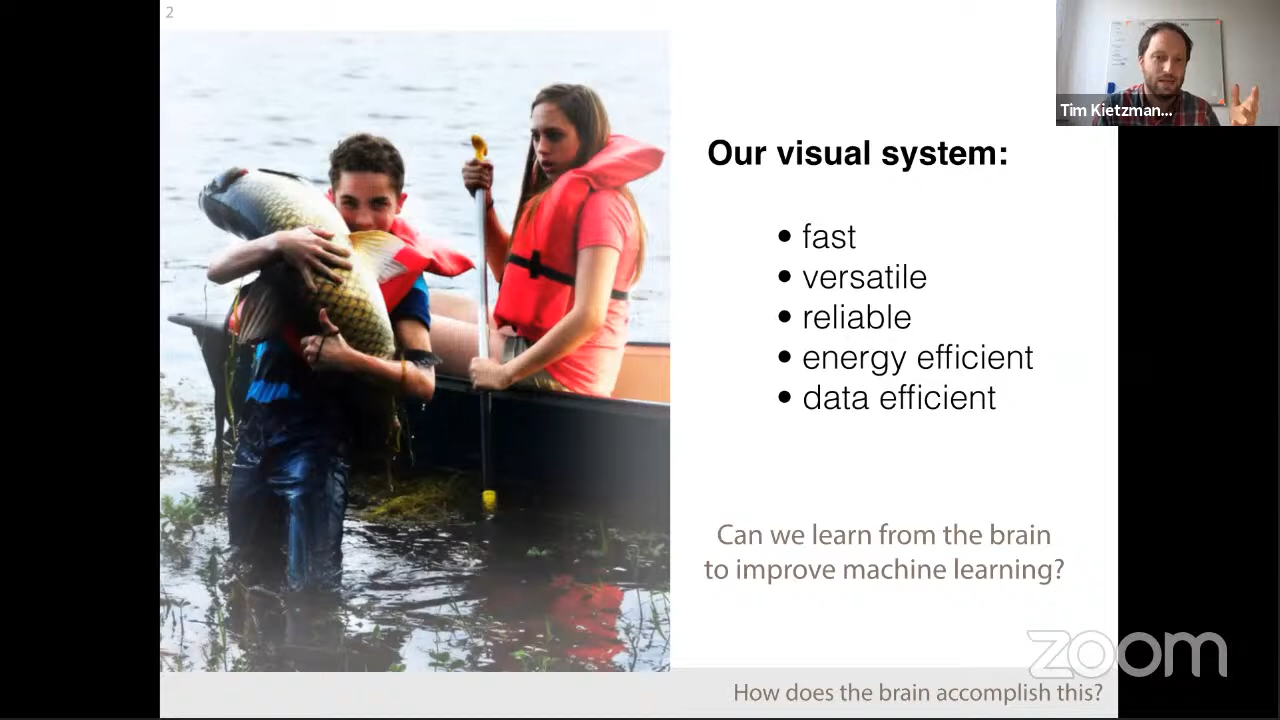 2
Tim Kietzman...
Our visual system:
• fast
• versatile
• reliable
• energy efficient
• data efficient
Can we learn from the brain
to improve machine learning?
zoom
How does the brain accomplish this?